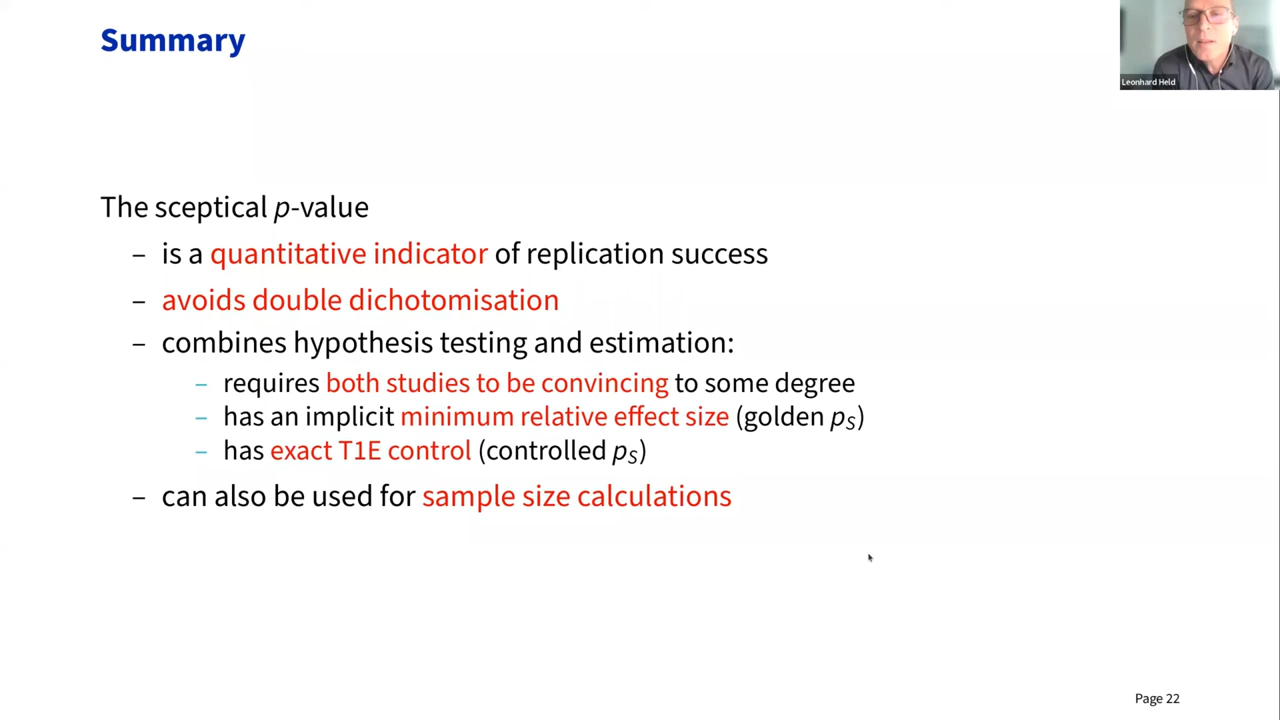 Summary
Leonhard Held
The sceptical p-value
– is a quantitative indicator of replication success
– avoids double dichotomisation
– combines hypothesis testing and estimation:
– requires both studies to be convincing to some degree
– has an implicit minimum relative effect size (golden pS)
– has exact T1E control (controlled pS)
– can also be used for sample size calculations
Page 22